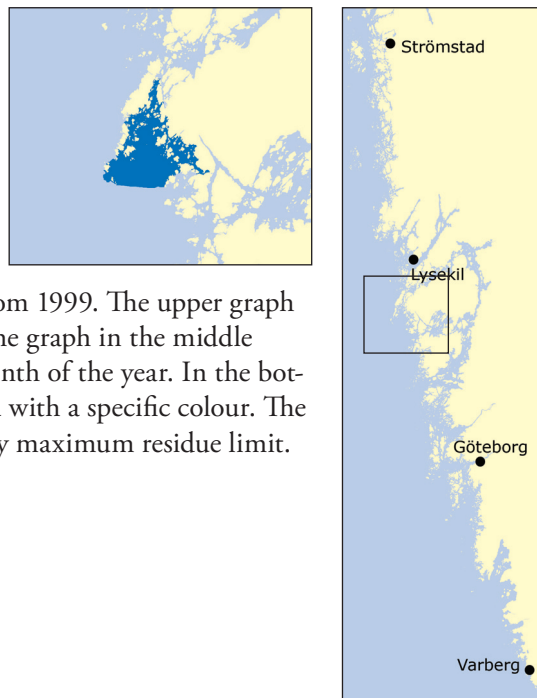 om 1999. The upper graph
ne graph in the middle
nth of the year. In the bot-
with a specific colour. The
y maximum residue limit.
Strömstad
Lysekil
Göteborg
Varberg